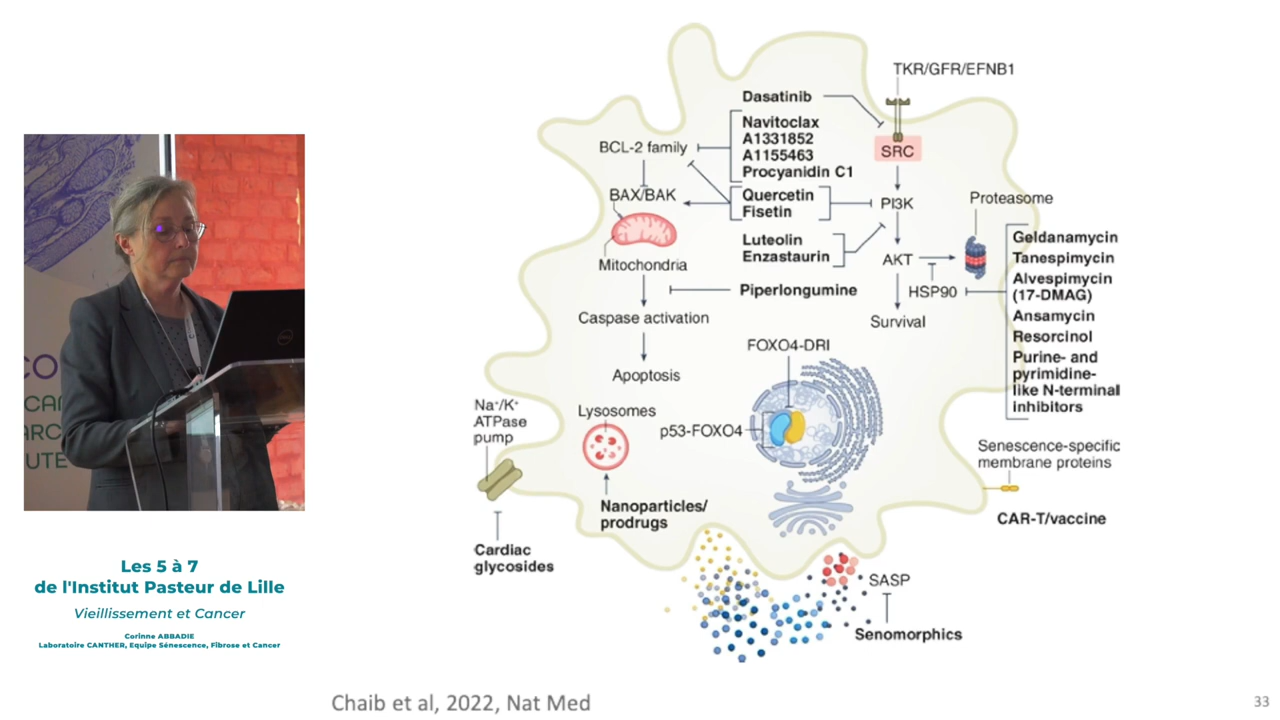 TKR/GFR/EFNB1
Dasatinib
Navitoclax
A1331852
A1155463
Procyanidin C1
BCL-2 family
SRC
BAX/BAK
Quercetin
Fisetin
PI3K
Proteasome
Luteolin
Enzastaurin
Mitochondria
AKT
HSP90
Piperlongumine
Caspase activation
Survival
Geldanamycin
Tanespimycin
Alvespimycin
(17-DMAG)
Ansamycin
Resorcinol
Purine- and
pyrimidine-
like N-terminal
inhibitors
FOXO4-DRI
Apoptosis
Na⁺/K⁺
ATPase
pump
Lysosomes
p53-FOXO4
Senescence-specific
membrane proteins
Nanoparticles/
prodrugs
CAR-T/vaccine
Cardiac
glycosides
SASP
Senomorphics
Les 5 à 7
de l'Institut Pasteur de Lille
Vieillissement et Cancer
Corinne ABBADIE
Laboratoire CANTHER, Equipe Sénescence, Fibrose et Cancer
Chaib et al, 2022, Nat Med
33